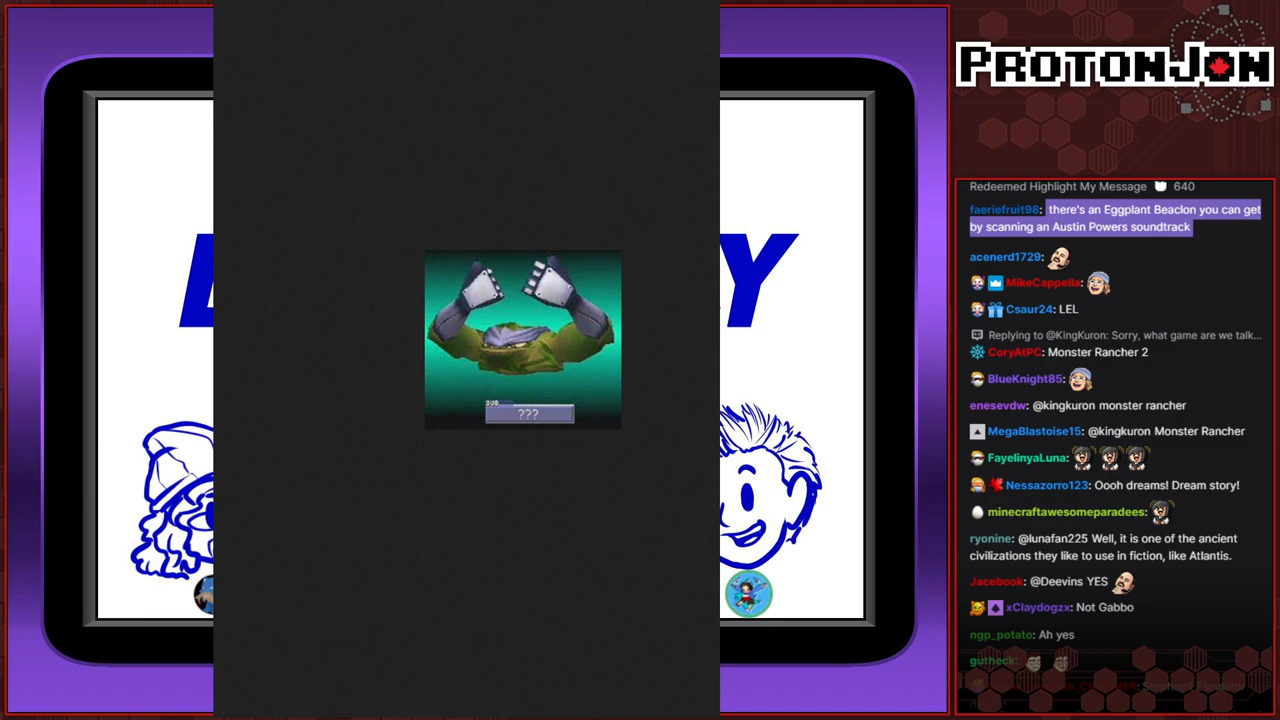 PROTONJON
Redeemed Highlight My Message 640
faeriefruit98: there's an Eggplant Beaclon you can get
by scanning an Austin Powers soundtrack
acenerd1729:
MikeCappella:
Csaur24: LEL
Replying to @KingKuron: Sorry, what game are we talk...
CoryAtPC: Monster Rancher 2
BlueKnight85:
enesevdw: @kingkuron monster rancher
MegaBlastoise15: @kingkuron Monster Rancher
FayelinyaLuna:
Nessazorro123: Oooh dreams! Dream story!
minecraftawesomeparadees:
ryonine: @lunafan225 Well, it is one of the ancient
civilizations they like to use in fiction, like Atlantis.
Jacebook: @Deevins YES
xClaydogzx: Not Gabbo
ngp_potato: Ah yes
gutheck:
Y
SUB
???